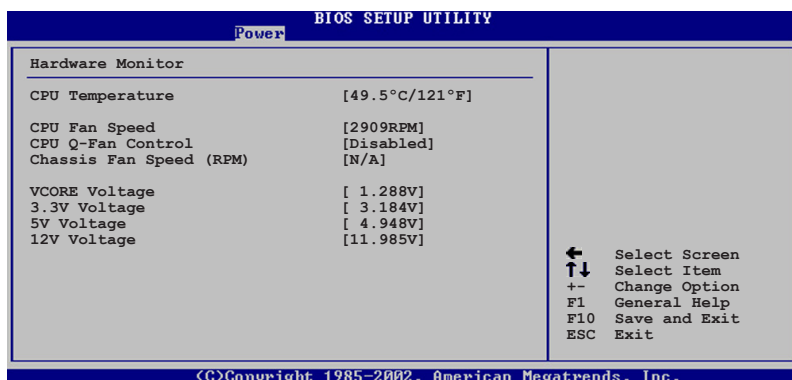 BIOS SETUP UTILITY
Power
Hardware Monitor
CPU Temperature [49.5°C/121°F]
CPU Fan Speed [2909RPM]
CPU Q-Fan Control [Disabled]
Chassis Fan Speed (RPM) [N/A]
VCORE Voltage [ 1.288V]
3.3V Voltage [ 3.184V]
5V Voltage [ 4.948V]
12V Voltage [11.985V]
← Select Screen
↑↓ Select Item
+- Change Option
F1 General Help
F10 Save and Exit
ESC Exit
(C)Copyright 1985-2002, American Megatrends, Inc.